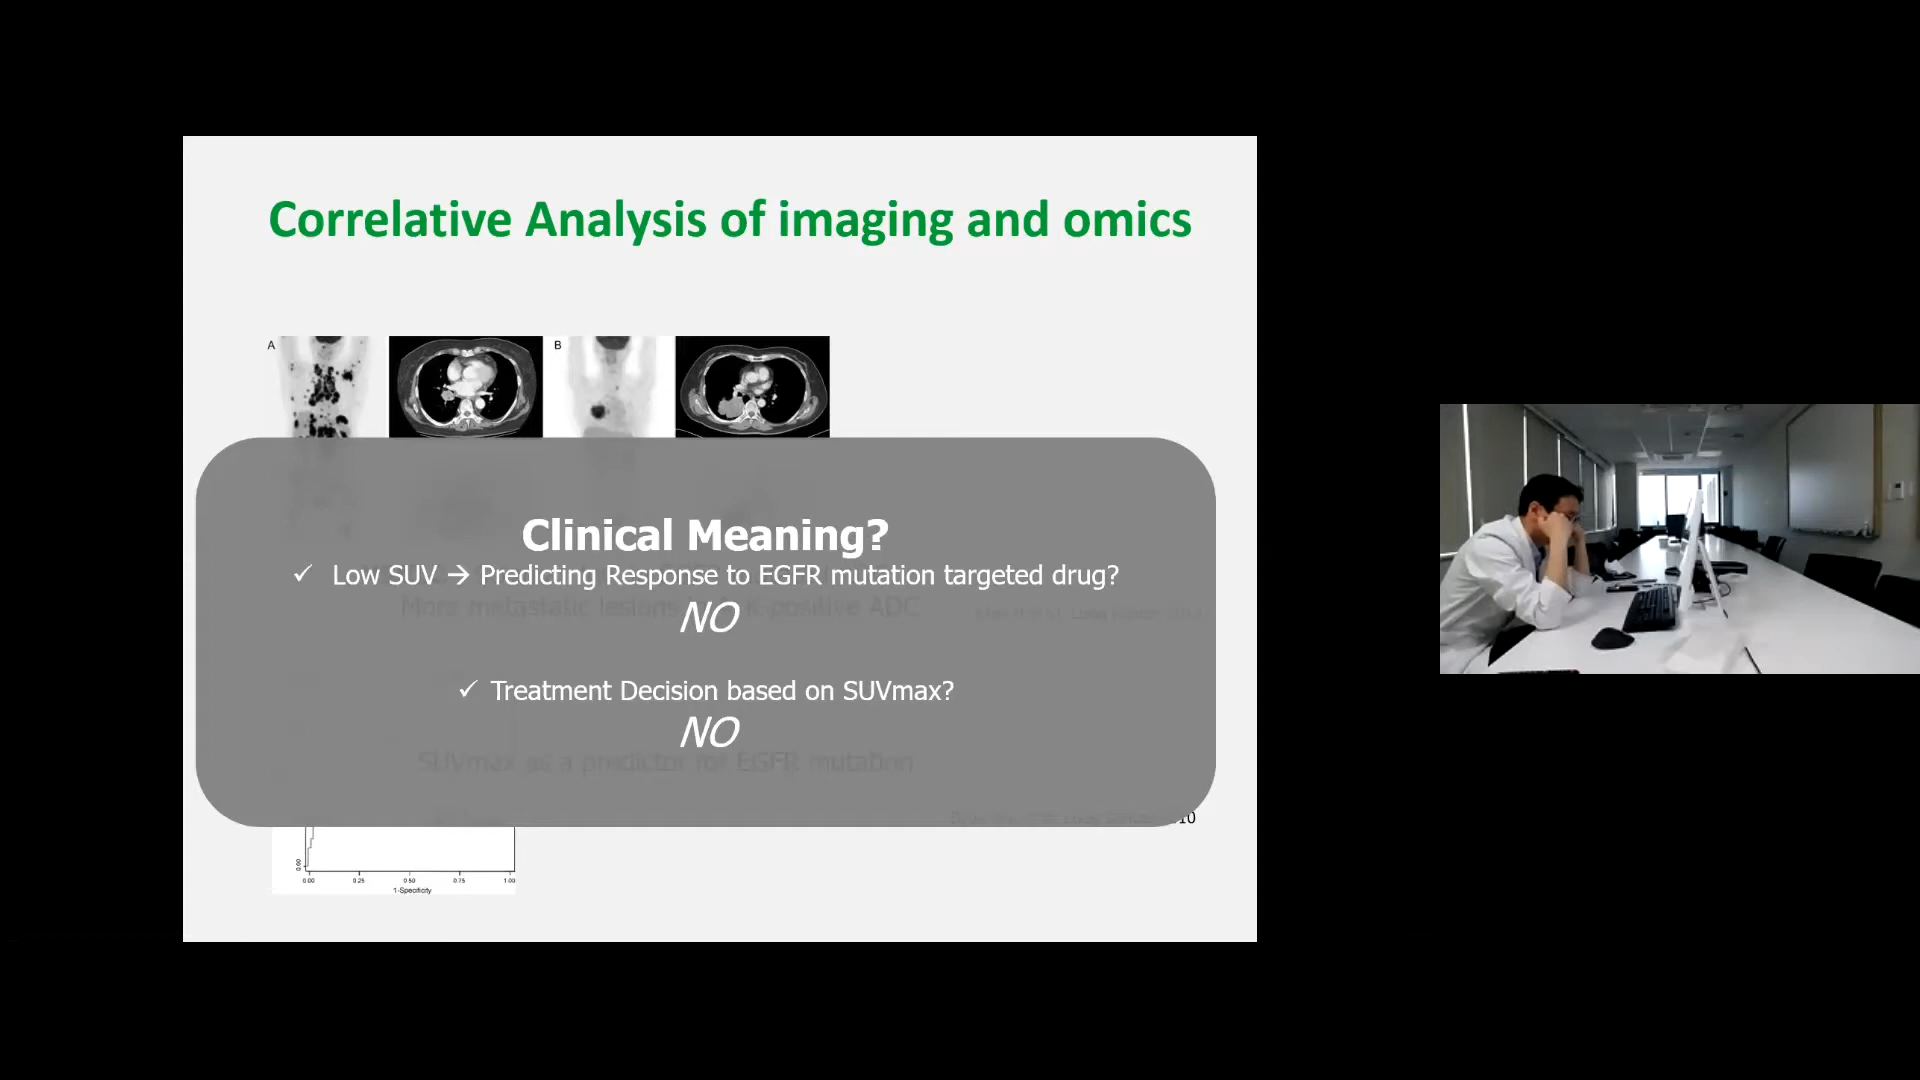 Correlative Analysis of imaging and omics
A
B
Clinical Meaning?
✓ Low SUV → Predicting Response to EGFR mutation targeted drug?
More metastatic lesions K-positive ADC
NO
✓ Treatment Decision based on SUVmax?
NO
SUVmax as a predictor for EGFR mutation
10
0.00
0.00 0.25 0.50 0.75 1.00
1-Specificity